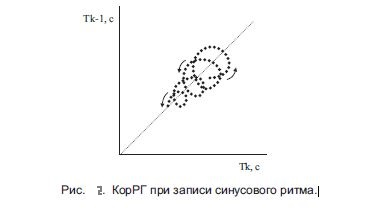 Tk-1, c
Tk, c
Рис. 2. КорРГ при записи синусового ритма.